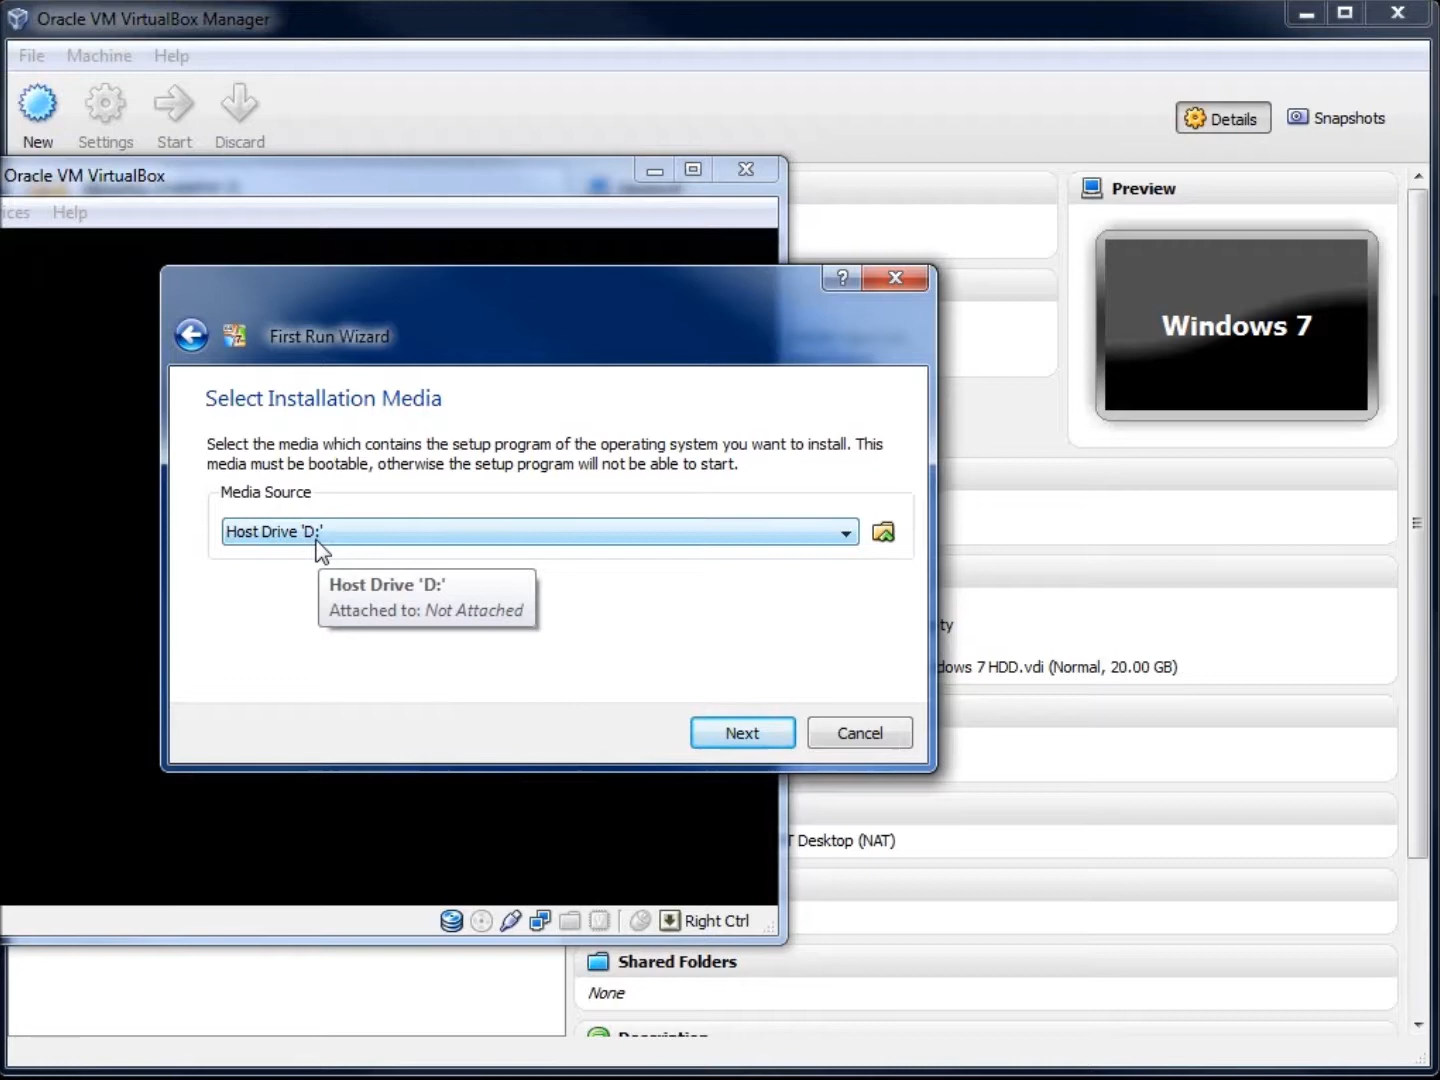 Oracle VM VirtualBox Manager
File Machine Help
New Settings Start Discard
Details Snapshots
Oracle VM VirtualBox
ices Help
Preview
Windows 7
First Run Wizard
Select Installation Media
Select the media which contains the setup program of the operating system you want to install. This
media must be bootable, otherwise the setup program will not be able to start.
Media Source
Host Drive 'D:'
Host Drive 'D:'
Attached to: Not Attached
ty
dows 7 HDD.vdi (Normal, 20.00 GB)
Next Cancel
T Desktop (NAT)
Right Ctrl
Shared Folders
None
Description